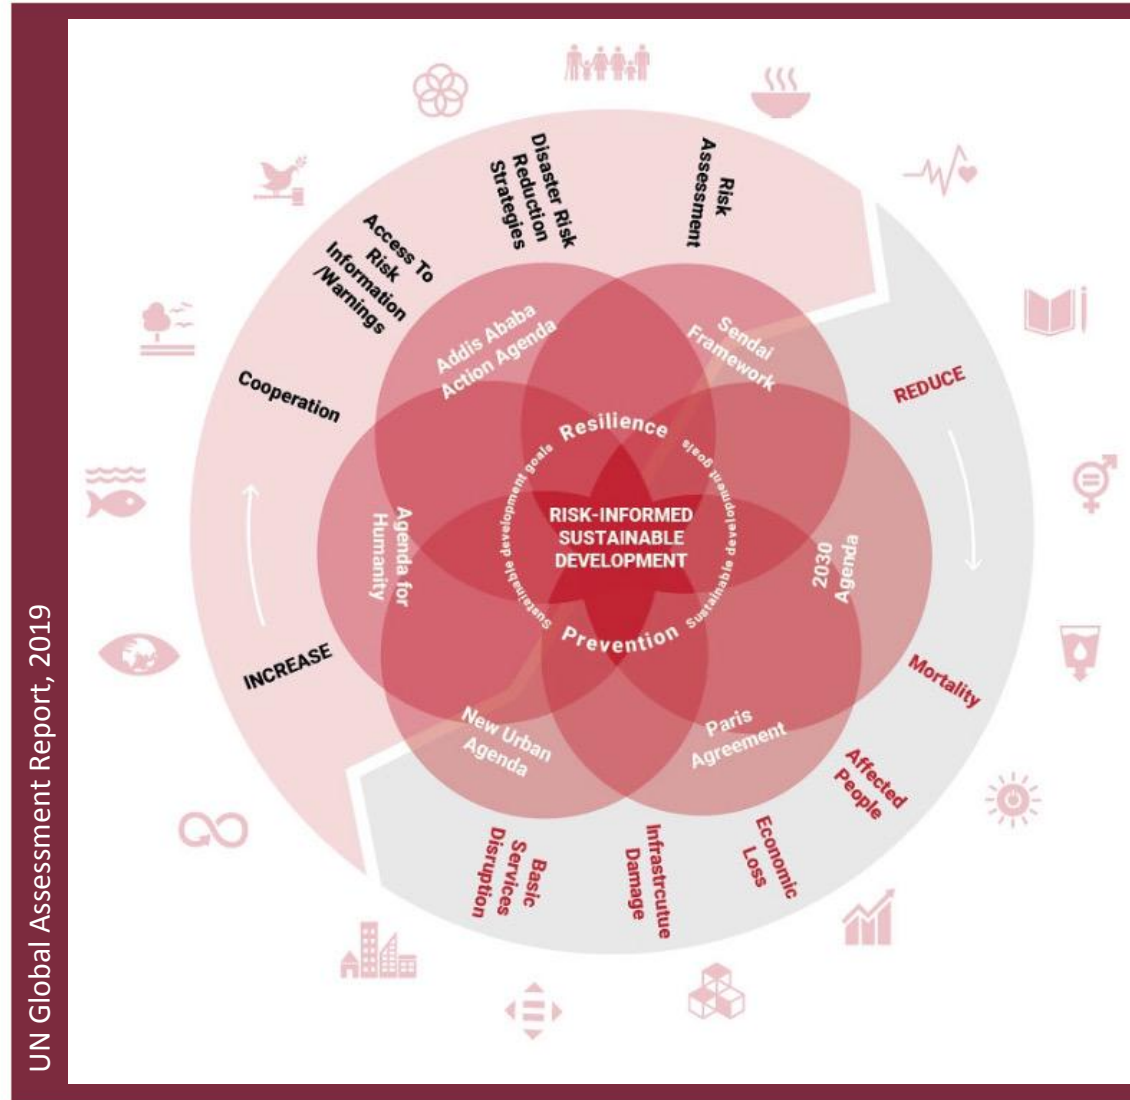 UN Global Assessment Report, 2019
Risk
Assessment
Disaster Risk
Reduction
Strategies
Access To
Risk
Information
/Warnings
Cooperation
INCREASE
REDUCE
Mortality
Affected
People
Economic
Loss
Infrastrcutue
Damage
Basic
Services
Disruption
Addis Ababa
Action Agenda
Sendai
Framework
2030
Agenda
Paris
Agreement
New Urban
Agenda
Agenda for
Humanity
Resilience
Sustainable development goals
Sustainable development goals
RISK-INFORMED
SUSTAINABLE
DEVELOPMENT
Prevention